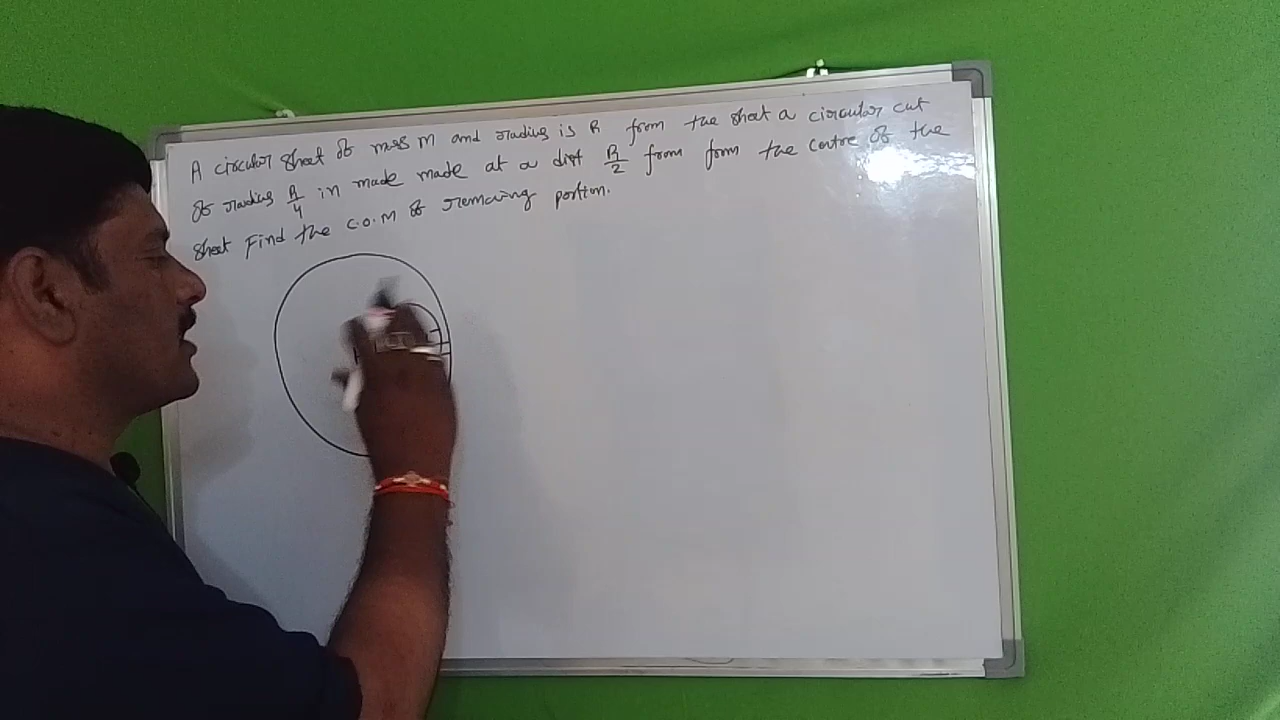 A circular sheet of mass M and radius is R from the sheet a circular cut
of radius R/4 in made made at a dist R/2 from from the centre of the
sheet Find the C.O.M of remaing portion.